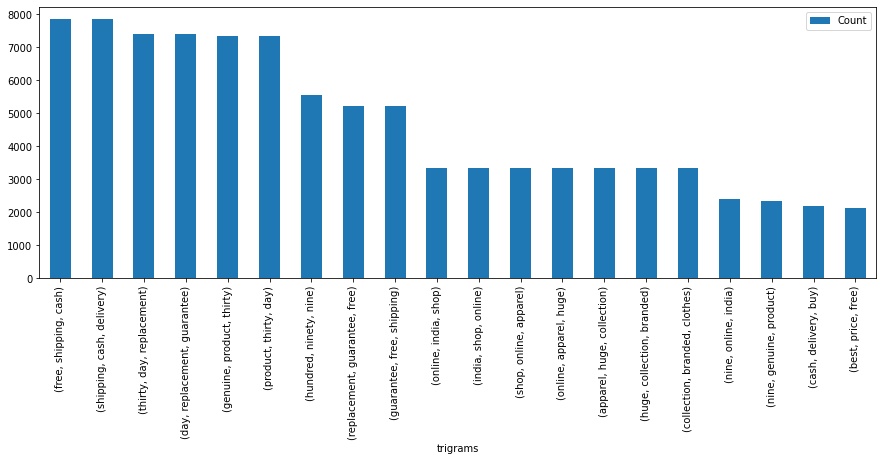 Count
8000
7000
6000
5000
4000
3000
2000
1000
0
(free, shipping, cash)
(shipping, cash, delivery)
(thirty, day, replacement)
(day, replacement, guarantee)
(genuine, product, thirty)
(product, thirty, day)
(hundred, ninety, nine)
(replacement, guarantee, free)
(guarantee, free, shipping)
(online, india, shop)
(india, shop, online)
(shop, online, apparel)
(online, apparel, huge)
(apparel, huge, collection)
(huge, collection, branded)
(collection, branded, clothes)
(nine, online, india)
(nine, genuine, product)
(cash, delivery, buy)
(best, price, free)
trigrams